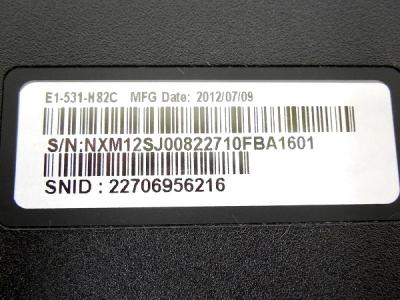 E1-531-H82C MFG Date: 2012/07/09
S/N:NXM12SJ00822710FBA1601
SNID : 22706956216